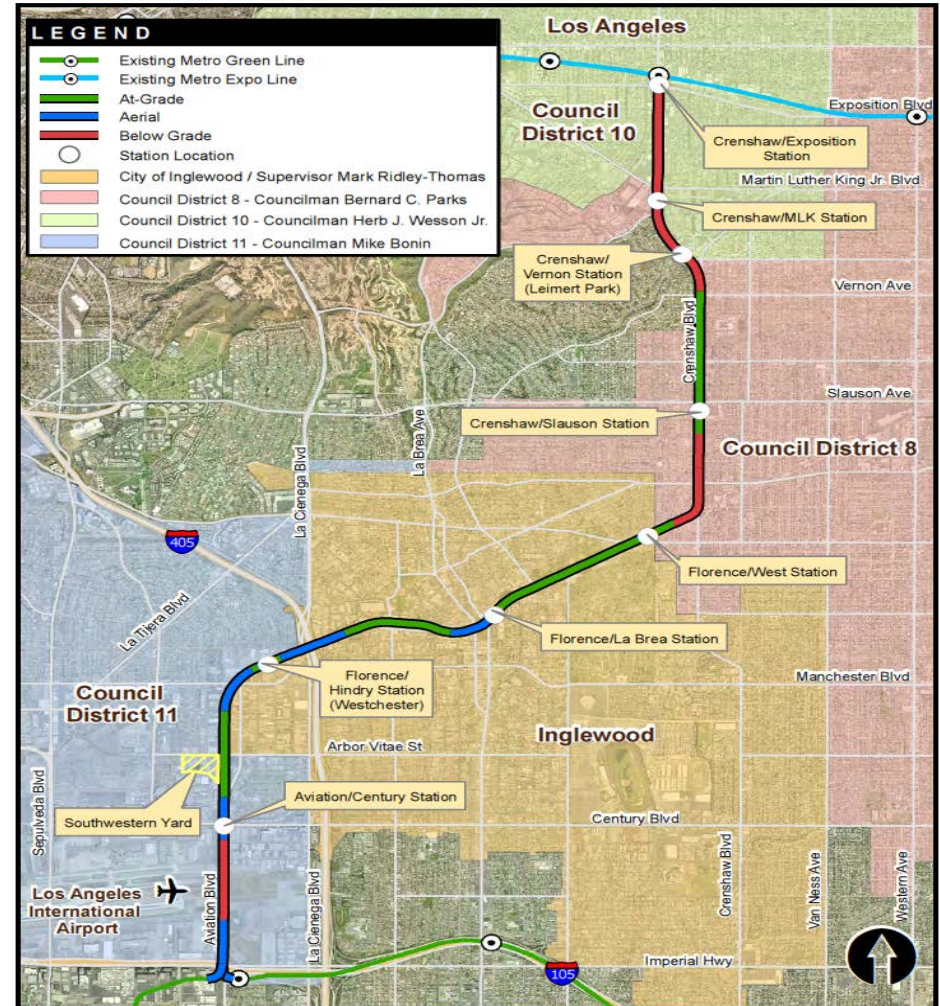 LEGEND
Existing Metro Green Line
Existing Metro Expo Line
At-Grade
Aerial
Below Grade
Station Location
City of Inglewood / Supervisor Mark Ridley-Thomas
Council District 8 - Councilman Bernard C. Parks
Council District 10 - Councilman Herb J. Wesson Jr.
Council District 11 - Councilman Mike Bonin
Los Angeles
Council
District 10
Exposition Blvd
Crenshaw/Exposition
Station
Martin Luther King Jr. Blvd.
Crenshaw/MLK Station
Crenshaw/
Vernon Station
(Leimert Park)
Vernon Ave
Crenshaw Blvd
Slauson Ave
Crenshaw/Slauson Station
La Brea Ave
Council District 8
La Cienega Blvd
405
Florence/West Station
La Tijera Blvd
Florence/La Brea Station
Florence/
Hindry Station
(Westchester)
Manchester Blvd
Council
District 11
Inglewood
Arbor Vitae St
Aviation/Century Station
Southwestern Yard
Sepulveda Blvd
Century Blvd
Crenshaw Blvd
Van Ness Ave
Western Ave
Los Angeles
International
Airport
Aviation Blvd
La Cienega Blvd
Imperial Hwy
105